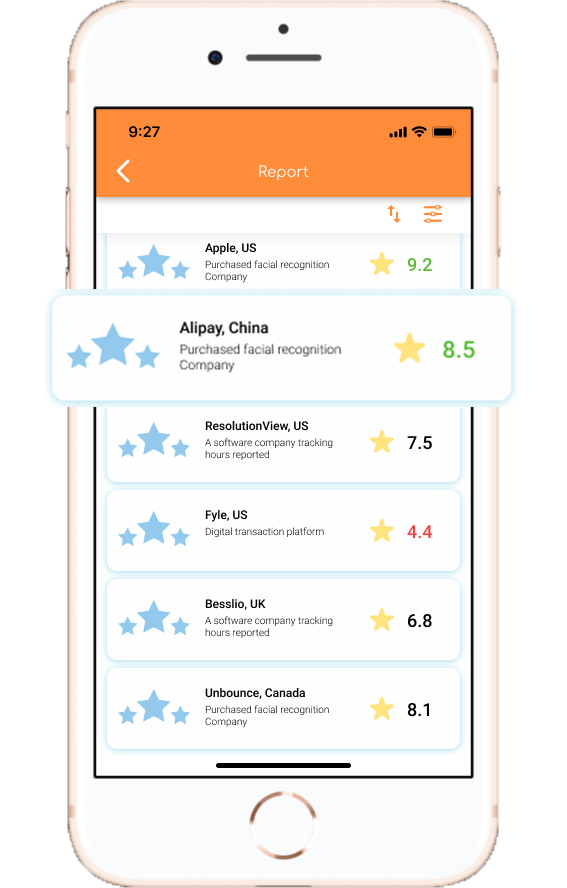 9:27
Report
Apple, US
Purchased facial recognition
Company
9.2
Alipay, China
Purchased facial recognition
Company
8.5
ResolutionView, US
A software company tracking
hours reported
7.5
Fyle, US
Digital transaction platform
4.4
Besslio, UK
A software company tracking
hours reported
6.8
Unbounce, Canada
Purchased facial recognition
Company
8.1